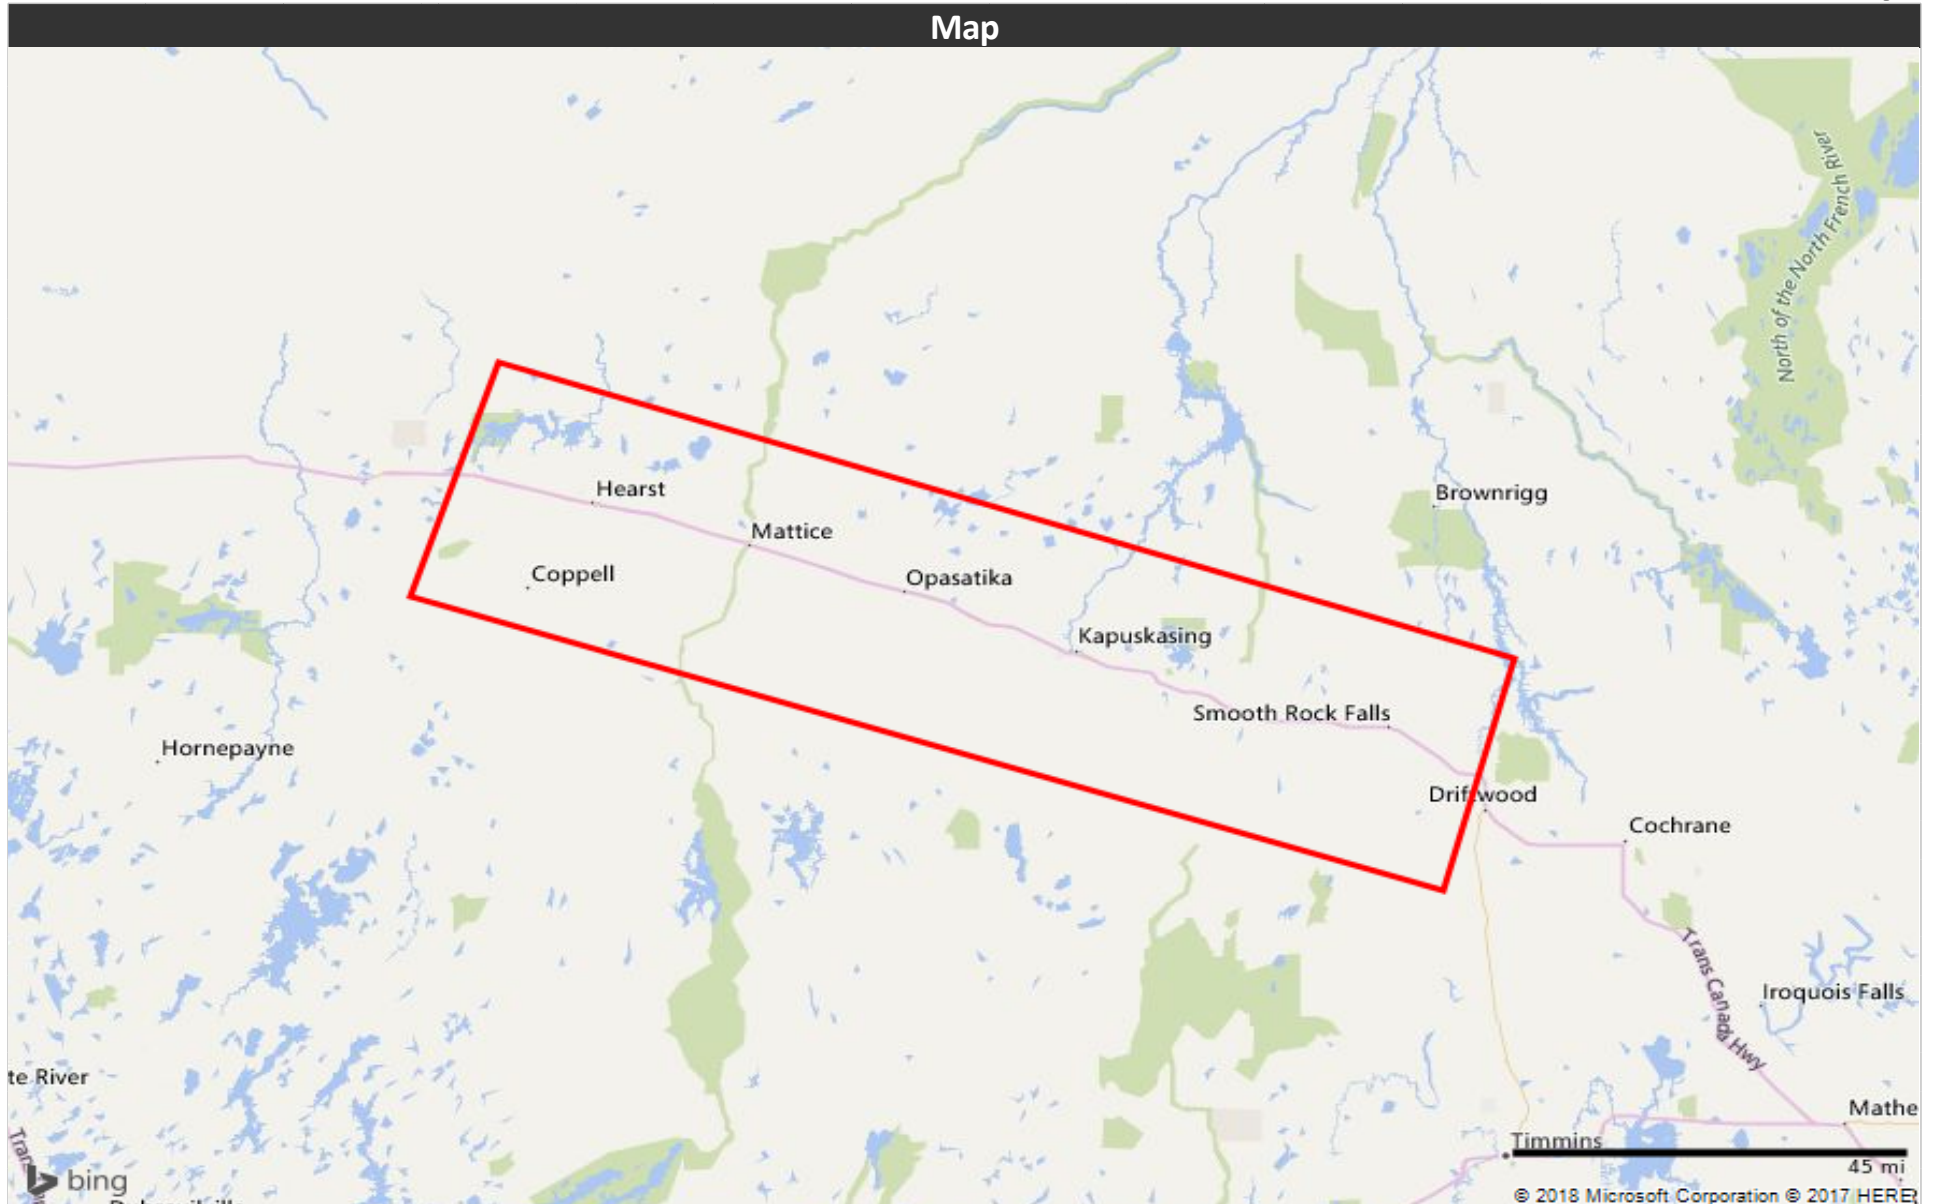 Map
North of the North French River
Hearst
Brownrigg
Mattice
Coppell
Opasatika
Kapuskasing
Smooth Rock Falls
Hornepayne
Driftwood
Cochrane
Trans Canada Hwy
Iroquois Falls
te River
Mathe
Tran
Timmins
45 mi
bing
© 2018 Microsoft Corporation © 2017 HERE